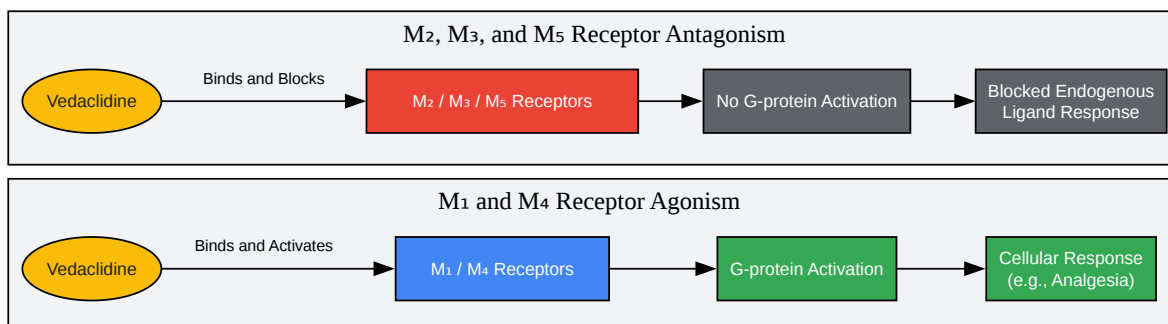 M₂, M₃, and M₅ Receptor Antagonism
Vedaclidine
Binds and Blocks
M₂ / M₃ / M₅ Receptors
No G-protein Activation
Blocked Endogenous
Ligand Response
M₁ and M₄ Receptor Agonism
Vedaclidine
Binds and Activates
M₁ / M₄ Receptors
G-protein Activation
Cellular Response
(e.g., Analgesia)